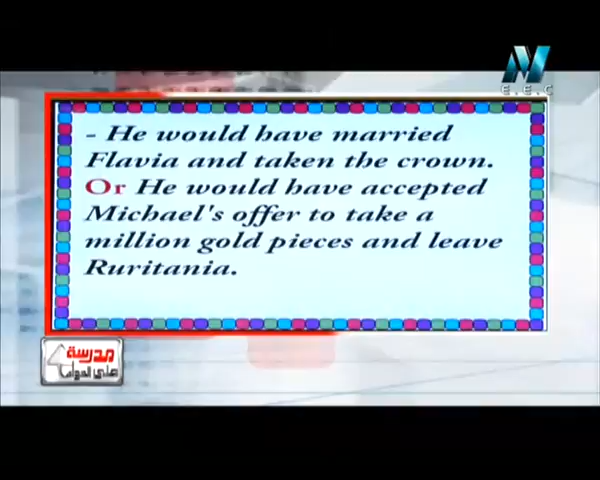 E.E.C
- He would have married
Flavia and taken the crown.
Or He would have accepted
Michael's offer to take a
million gold pieces and leave
Ruritania.
مدرسة
على الهواء